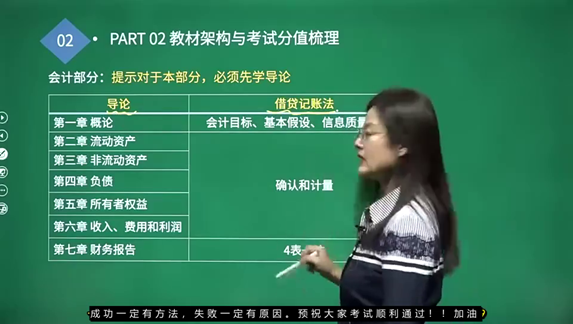 02
• PART 02 教材架构与考试分值梳理
会计部分：提示对于本部分，必须先学导论
导论 借贷记账法
第一章 概论 会计目标、基本假设、信息质量
第二章 流动资产
第三章 非流动资产
第四章 负债
确认和计量
第五章 所有者权益
第六章 收入、费用和利润
第七章 财务报告 4表
成功一定有方法，失败一定有原因。预祝大家考试顺利通过！！加油